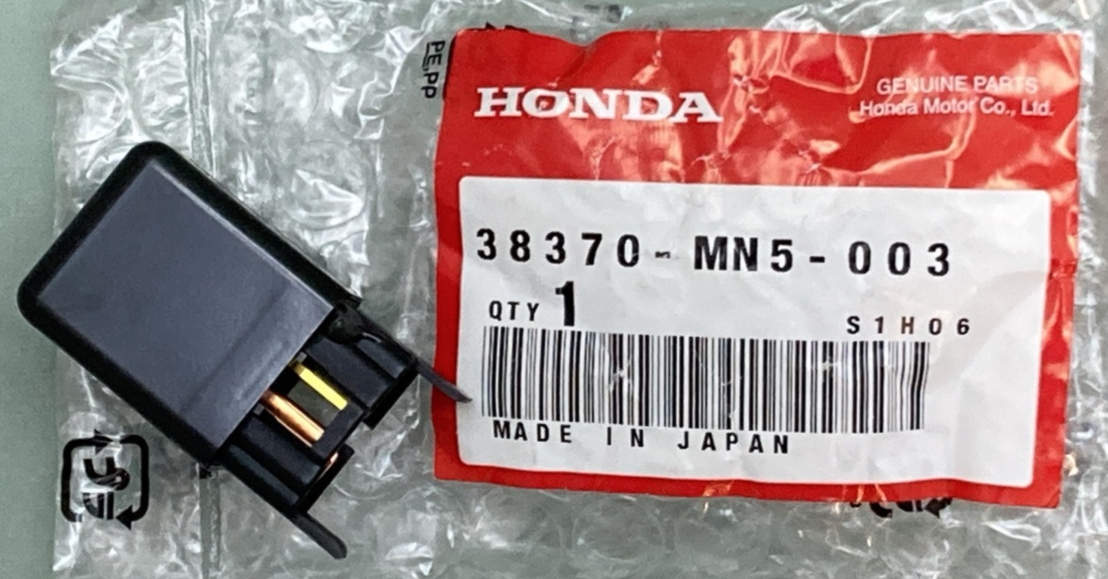 PE,PP
HONDA
GENUINE PARTS
Honda Motor Co., Ltd.
38370-MN5-003
QTY 1
S1H06
MADE IN JAPAN